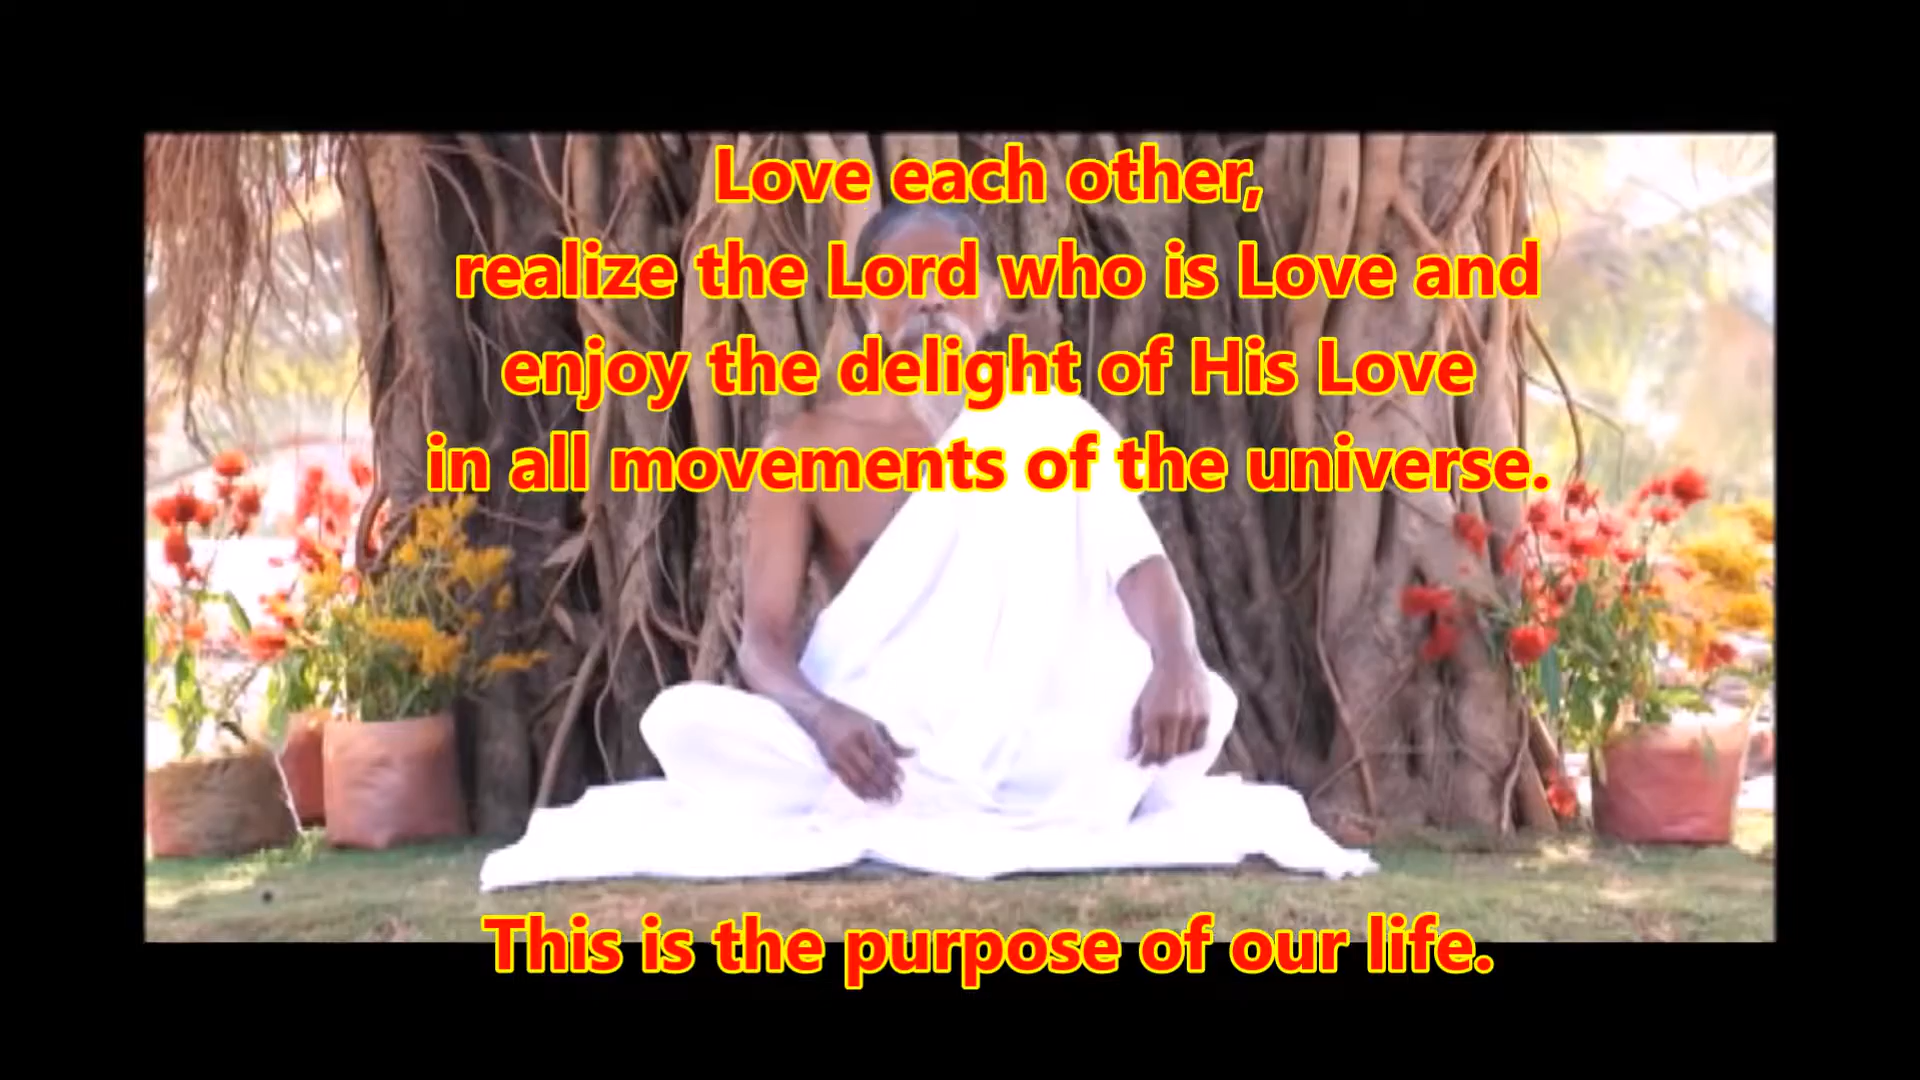 Love each other,
realize the Lord who is Love and
enjoy the delight of His Love
in all movements of the universe.
This is the purpose of our life.